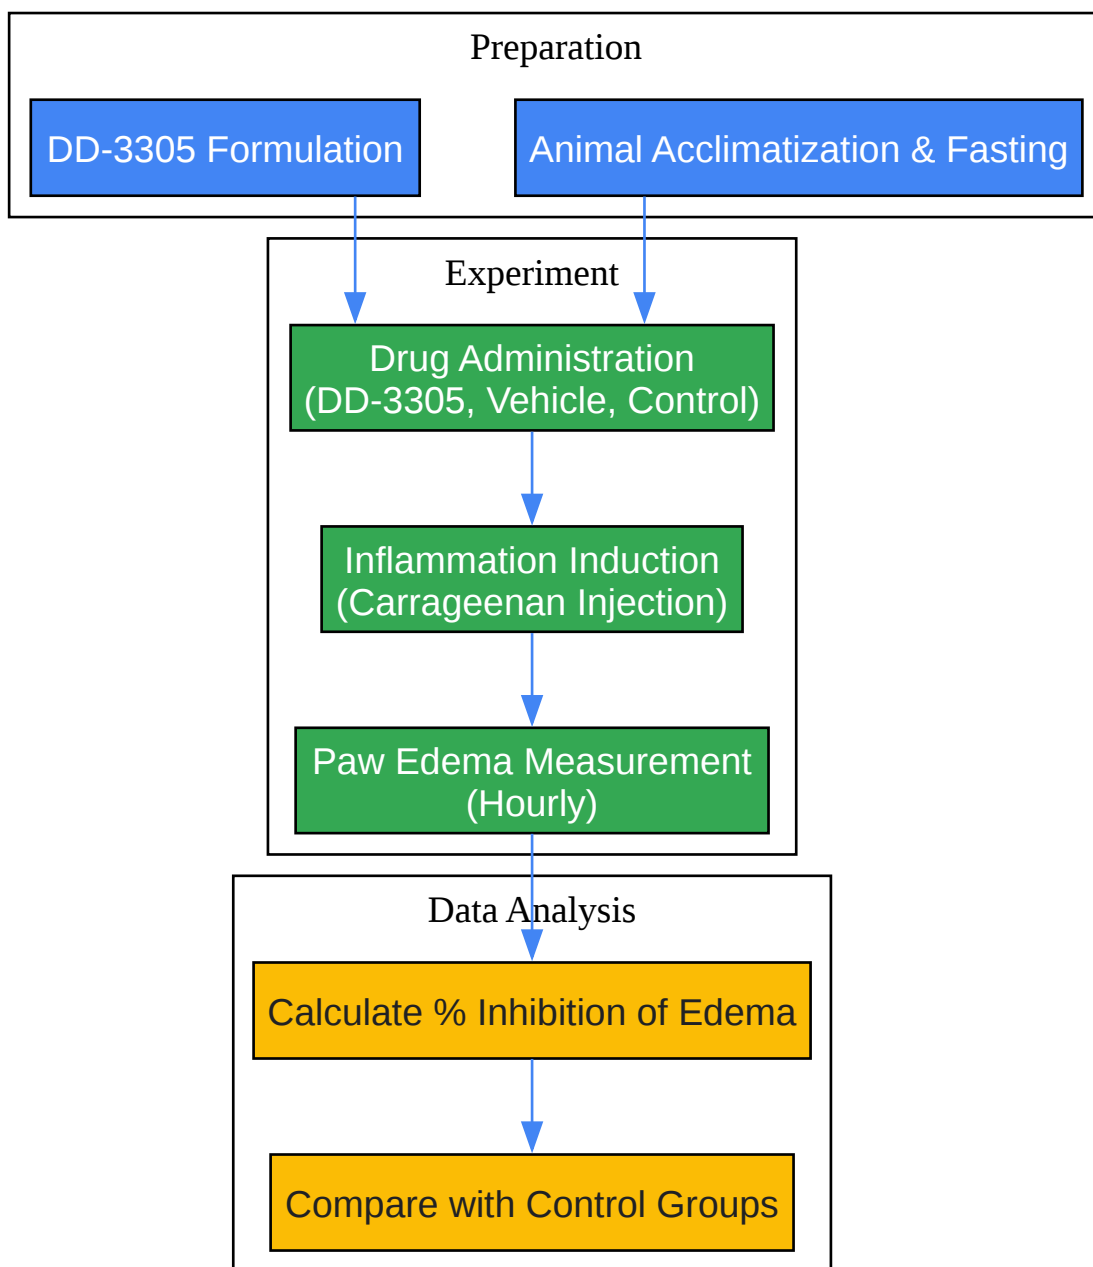 Preparation
DD-3305 Formulation
Animal Acclimatization & Fasting
Experiment
Drug Administration
(DD-3305, Vehicle, Control)
Inflammation Induction
(Carrageenan Injection)
Paw Edema Measurement
(Hourly)
Data Analysis
Calculate % Inhibition of Edema
Compare with Control Groups